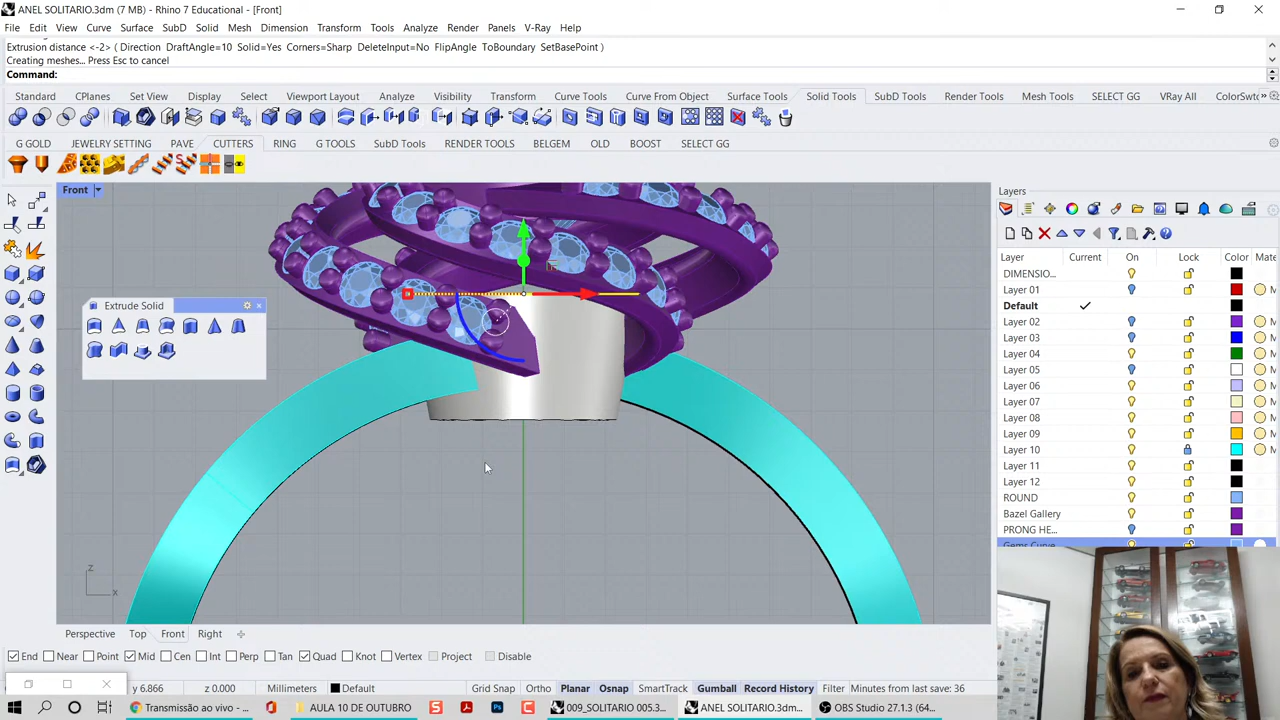 ANEL SOLITARIO.3dm (7 MB) - Rhino 7 Educational - [Front]
File Edit View Curve Surface SubD Solid Mesh Dimension Transform Tools Analyze Render Panels V-Ray Help
Extrusion distance <-2> ( Direction DraftAngle=10 Solid=Yes Corners=Sharp DeleteInput=No FlipAngle ToBoundary SetBasePoint )
Creating meshes... Press Esc to cancel
Command:
Standard CPlanes Set View Display Select Viewport Layout Analyze Visibility Transform Curve Tools Curve From Object Surface Tools Solid Tools SubD Tools Render Tools Mesh Tools SELECT GG VRay All ColorSwtc
G GOLD JEWELRY SETTING PAVE CUTTERS RING G TOOLS SubD Tools RENDER TOOLS BELGEM OLD BOOST SELECT GG
Front
Layers
Layer Current On Lock Color Mate
DIMENSIO...
Layer 01
Default
Layer 02
Layer 03
Layer 04
Layer 05
Layer 06
Layer 07
Layer 08
Layer 09
Layer 10
Layer 11
Layer 12
ROUND
Bazel Gallery
PRONG HE...
Gems Curve
Extrude Solid
z
x
Perspective Top Front Right
End Near Point Mid Cen Int Perp Tan Quad Knot Vertex Project Disable
y 6.866 z 0.000 Millimeters Default Grid Snap Ortho Planar Osnap SmartTrack Gumball Record History Filter Minutes from last save: 36
Transmissão ao vivo - ... AULA 10 DE OUTUBRO 009_SOLITARIO 005.3... ANEL SOLITARIO.3dm... OBS Studio 27.1.3 (64...